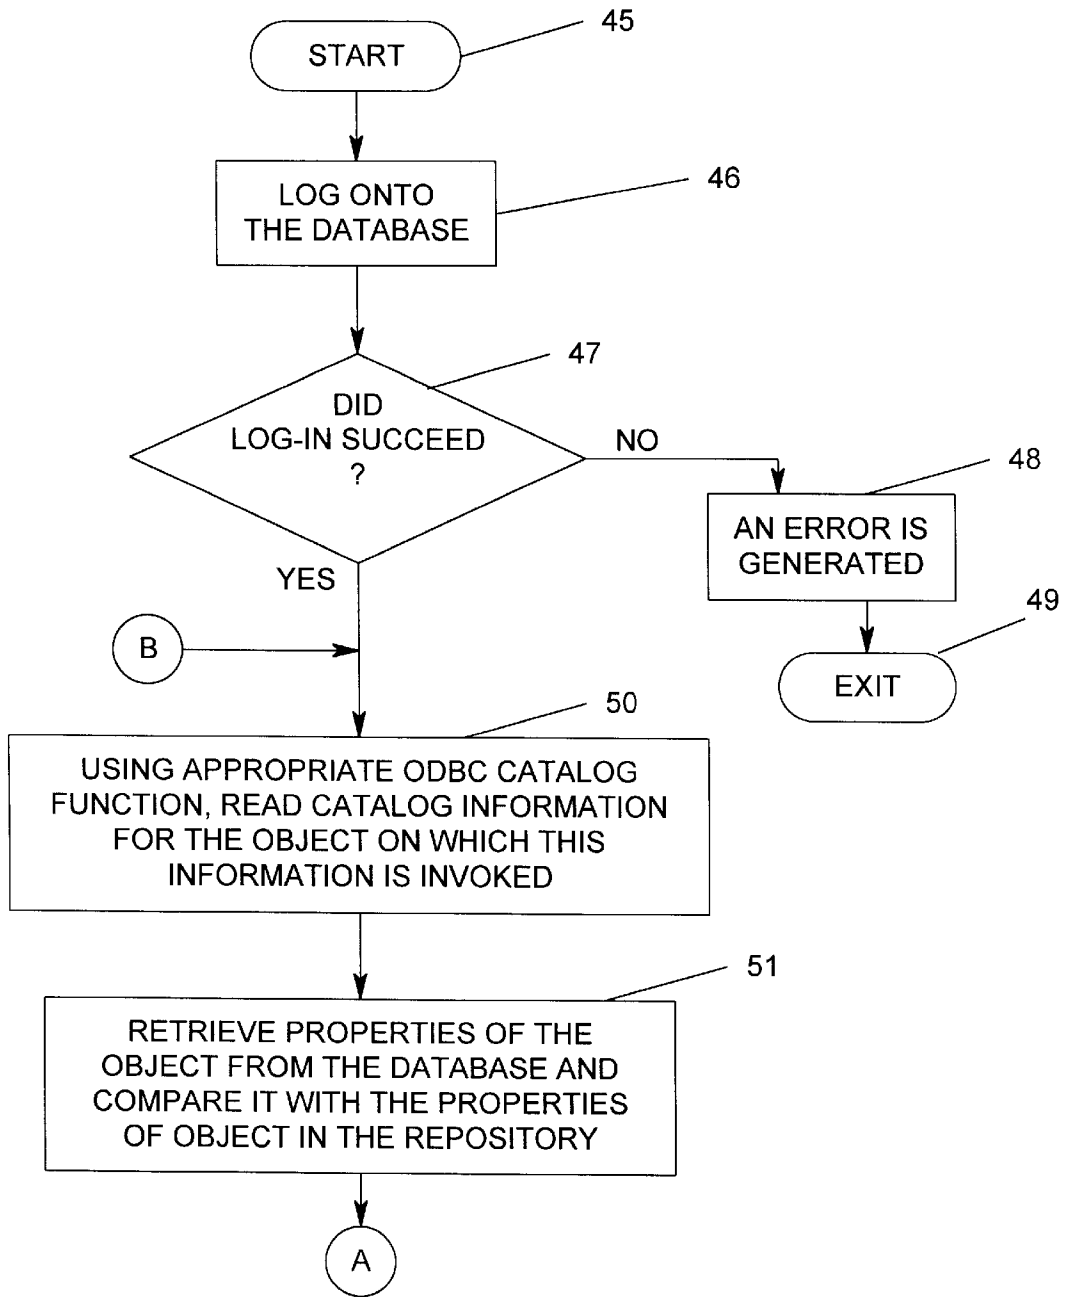 45
START
46
LOG ONTO
THE DATABASE
47
DID
LOG-IN SUCCEED
?
NO
48
AN ERROR IS
GENERATED
YES
49
EXIT
B
50
USING APPROPRIATE ODBC CATALOG
FUNCTION, READ CATALOG INFORMATION
FOR THE OBJECT ON WHICH THIS
INFORMATION IS INVOKED
51
RETRIEVE PROPERTIES OF THE
OBJECT FROM THE DATABASE AND
COMPARE IT WITH THE PROPERTIES
OF OBJECT IN THE REPOSITORY
A